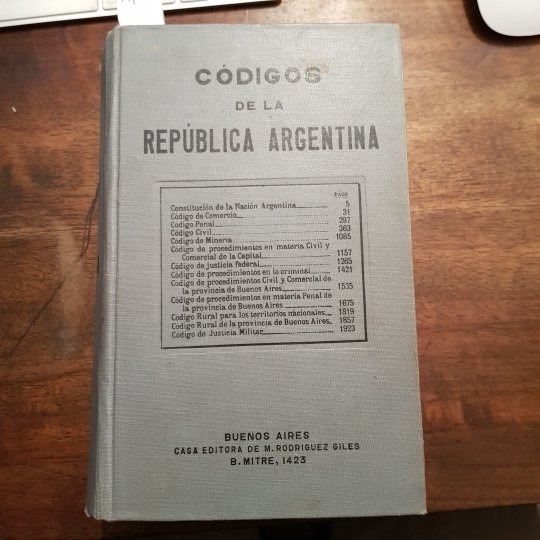 CÓDIGOS
DE LA
REPÚBLICA ARGENTINA
PÁGS
Constitución de la Nación Argentina 5
Código de Comercio 31
Código Penal 297
Código Civil 363
Código de Minería 1085
Código de procedimientos en materia Civil y
Comercial de la Capital 1157
Código de justicia federal 1265
Código de procedimientos en lo criminal 1421
Código de procedimientos Civil y Comercial de
la provincia de Buenos Aires 1535
Código de procedimientos en materia Penal de
la provincia de Buenos Aires 1675
Código Rural para los territorios nacionales 1819
Código Rural de la provincia de Buenos Aires 1857
Código de Justicia Militar 1923
BUENOS AIRES
CASA EDITORA DE M. RODRIGUEZ GILES
B. MITRE, 1423